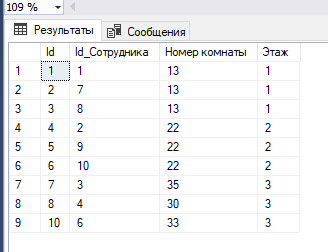 109 %
Результаты Сообщения
Id Id_Сотрудника Номер комнаты Этаж
1 1 1 13 1
2 2 7 13 1
3 3 8 13 1
4 4 2 22 2
5 5 9 22 2
6 6 10 22 2
7 7 3 35 3
8 8 4 30 3
9 10 6 33 3